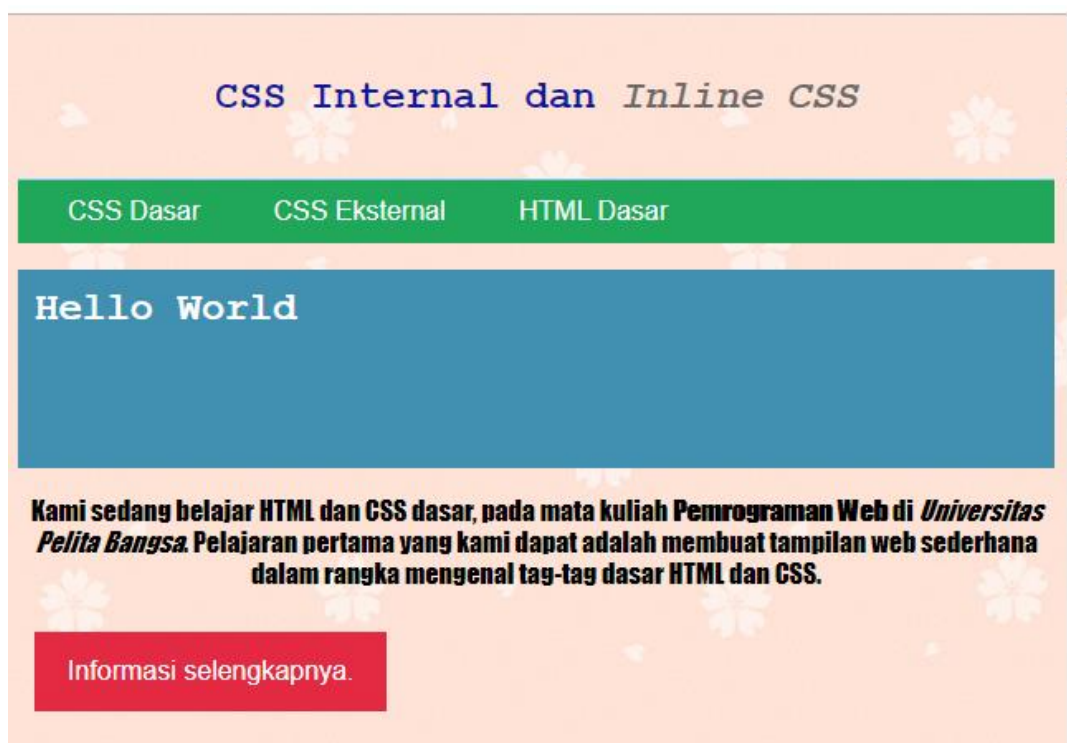 CSS Internal dan Inline CSS
CSS Dasar CSS Eksternal HTML Dasar
Hello World
Kami sedang belajar HTML dan CSS dasar, pada mata kuliah Pemrograman Web di Universitas
Pelita Bangsa. Pelajaran pertama yang kami dapat adalah membuat tampilan web sederhana
dalam rangka mengenal tag-tag dasar HTML dan CSS.
Informasi selengkapnya.